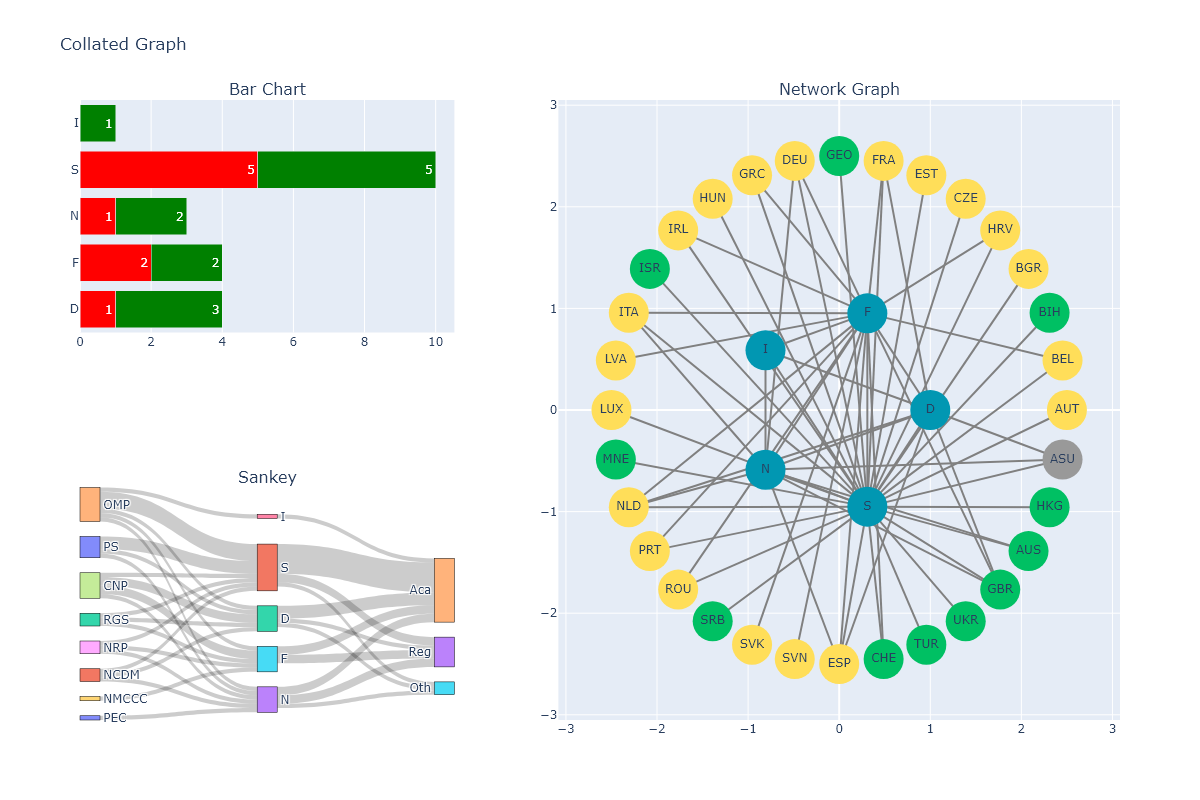 Collated Graph
Bar Chart
I 1
S 5 5
N 1 2
F 2 2
D 1 3
0 2 4 6 8 10
Sankey
OMP
PS
CNP
RGS
NRP
NCDM
NMCCC
PEC
I
S
D
F
N
Aca
Reg
Oth
Network Graph
3
2
1
0
−1
−2
−3
−3 −2 −1 0 1 2 3
GEO
DEU FRA
GRC EST
HUN CZE
IRL HRV
ISR BGR
ITA F BIH
I
LVA BEL
LUX D AUT
MNE N ASU
NLD S HKG
PRT AUS
ROU GBR
SRB UKR
SVK TUR
SVN ESP CHE